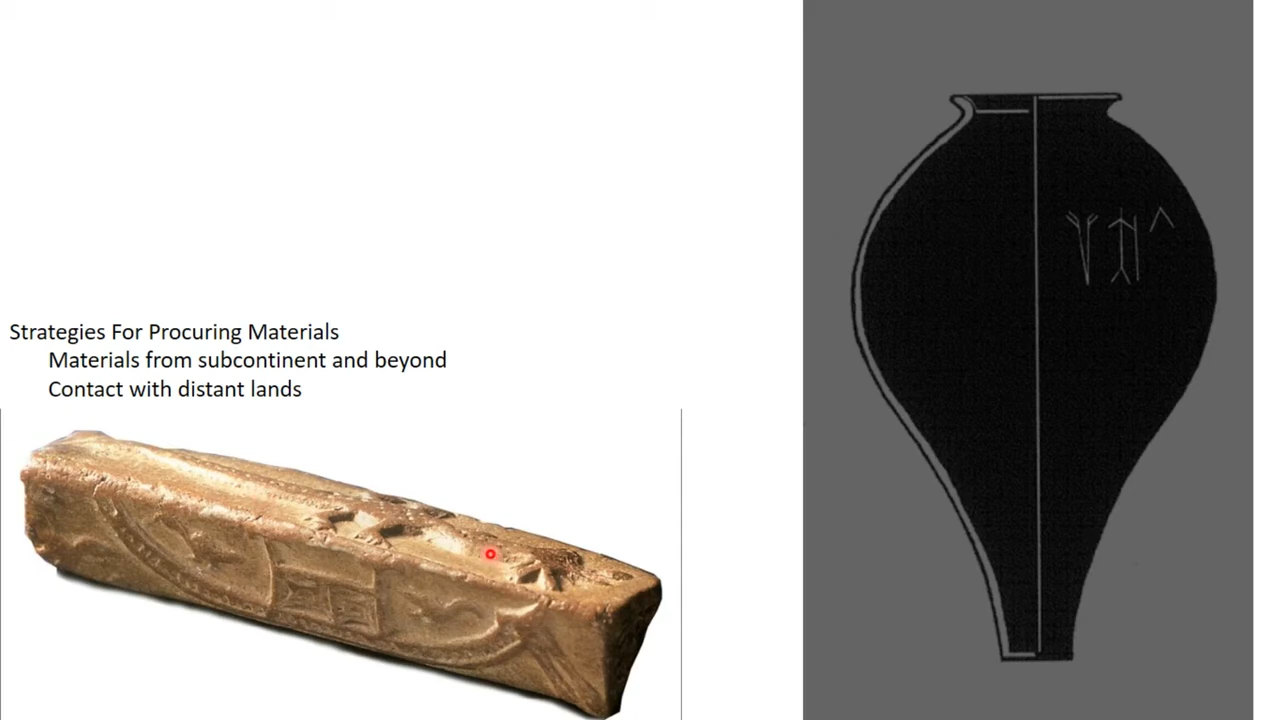 Strategies For Procuring Materials
Materials from subcontinent and beyond
Contact with distant lands